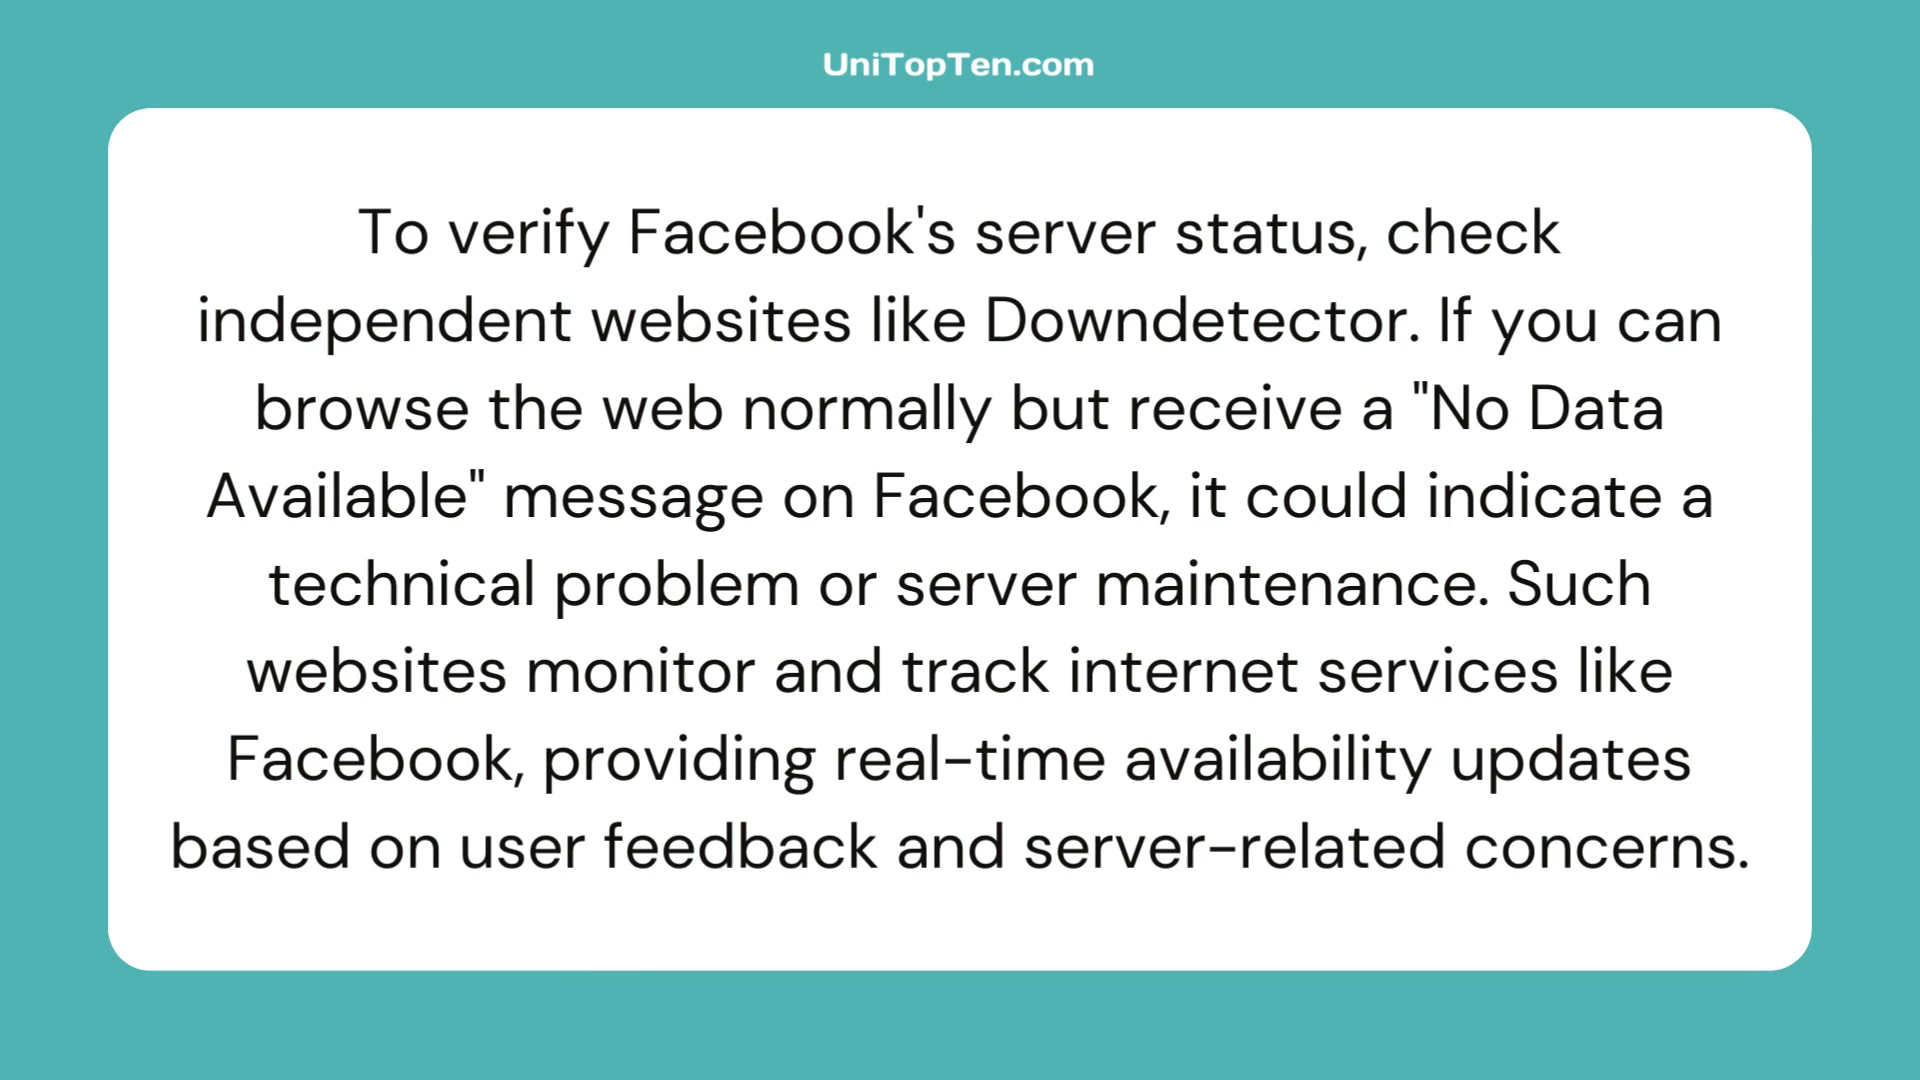 UniTopTen.com
To verify Facebook's server status, check
independent websites like Downdetector. If you can
browse the web normally but receive a "No Data
Available" message on Facebook, it could indicate a
technical problem or server maintenance. Such
websites monitor and track internet services like
Facebook, providing real-time availability updates
based on user feedback and server-related concerns.